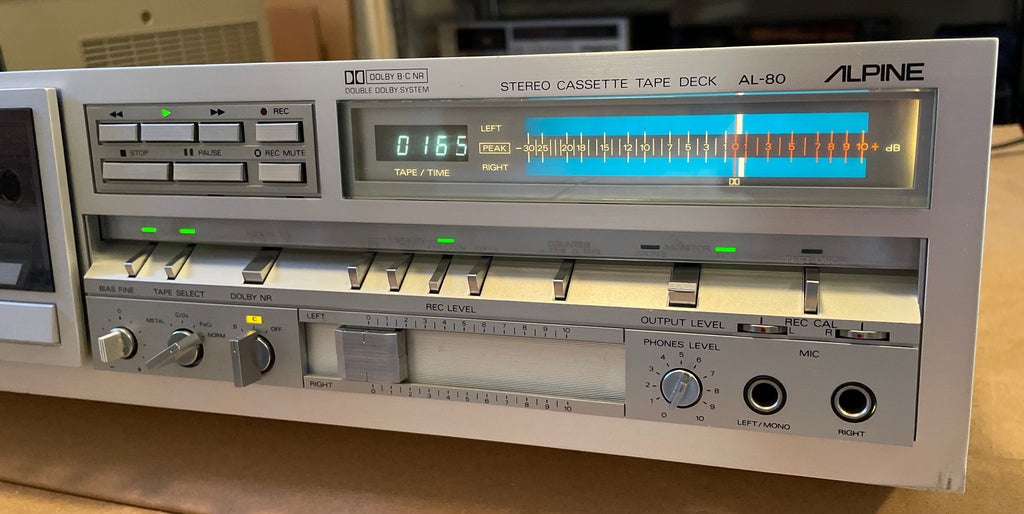 DOLBY B·C NR
DOUBLE DOLBY SYSTEM
STEREO CASSETTE TAPE DECK AL-80 ALPINE
REC
STOP PAUSE REC MUTE
0165
TAPE / TIME
LEFT
PEAK
RIGHT
−30 25 20 18 15 12 10 7 5 3 1 0 1 3 5 7 8 9 10 + dB
MONITOR
TEST OSC
BIAS FINE TAPE SELECT DOLBY NR REC LEVEL OUTPUT LEVEL REC CAL
L R
0
METAL CrO₂ FeCr NORM
B C OFF
LEFT 0 1 2 3 4 5 6 7 8 9 10
RIGHT 0 1 2 3 4 5 6 7 8 9 10
PHONES LEVEL
0 1 2 3 4 5 6 7 8 9 10
MIC
LEFT/MONO RIGHT